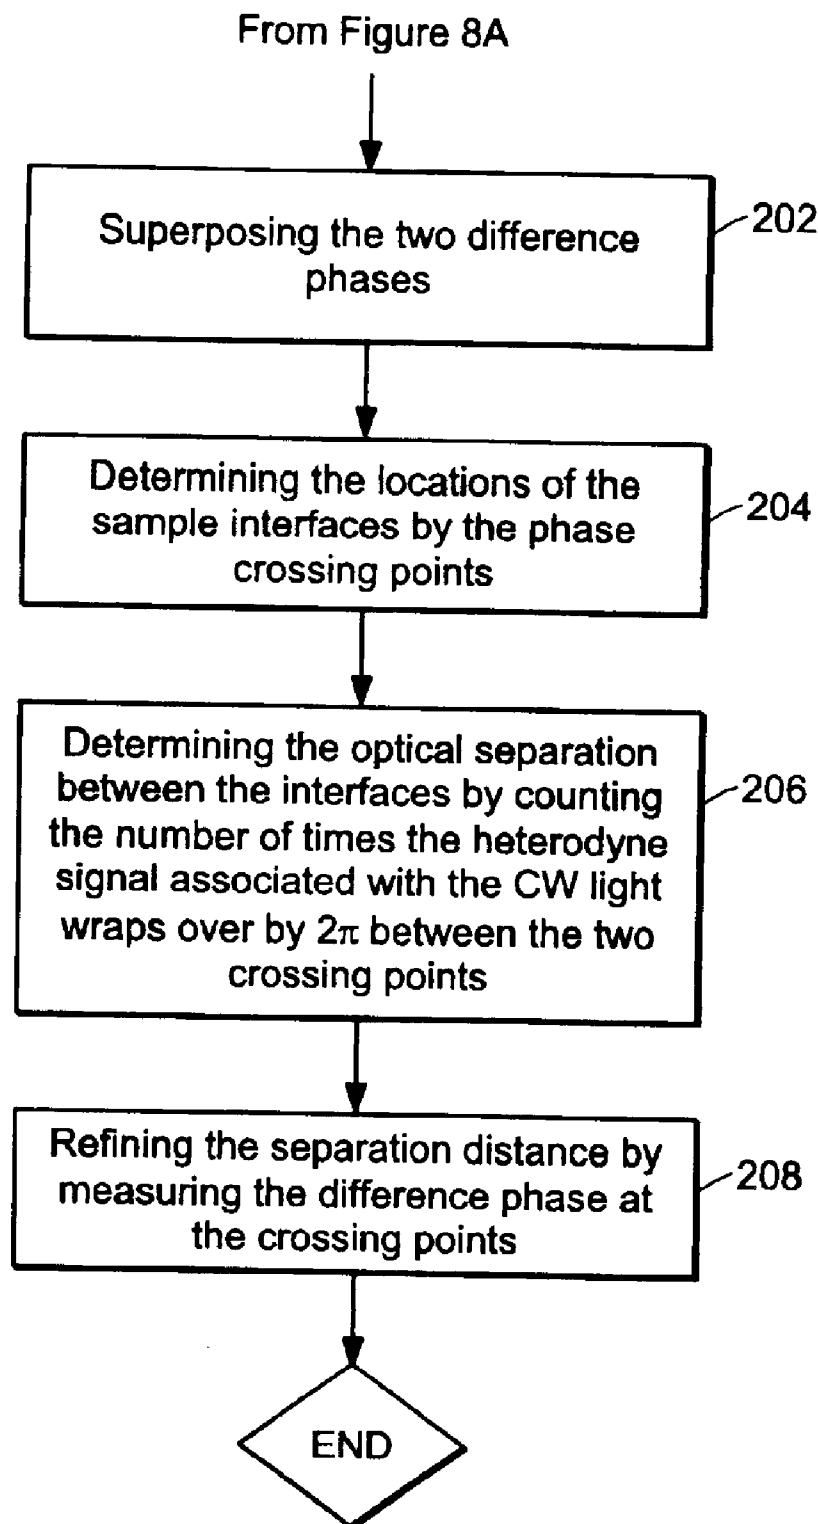 From Figure 8A
Superposing the two difference
phases
202
Determining the locations of the
sample interfaces by the phase
crossing points
204
Determining the optical separation
between the interfaces by counting
the number of times the heterodyne
signal associated with the CW light
wraps over by 2π between the two
crossing points
206
Refining the separation distance by
measuring the difference phase at
the crossing points
208
END